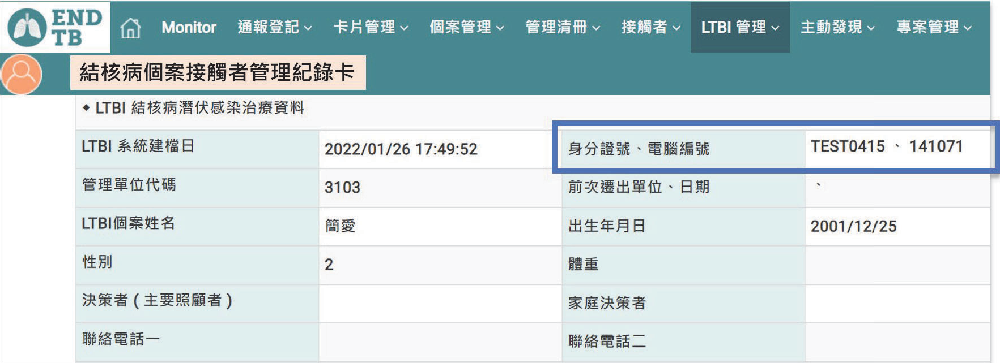 END
TB
Monitor 通報登記 卡片管理 個案管理 管理清冊 接觸者 LTBI 管理 主動發現 專案管理
結核病個案接觸者管理紀錄卡
◆ LTBI 結核病潛伏感染治療資料
LTBI 系統建檔日 2022/01/26 17:49:52 身分證號、電腦編號 TEST0415 、 141071
管理單位代碼 3103 前次遷出單位、日期 、
LTBI個案姓名 簡愛 出生年月日 2001/12/25
性別 2 體重
決策者 ( 主要照顧者 ) 家庭決策者
聯絡電話一 聯絡電話二